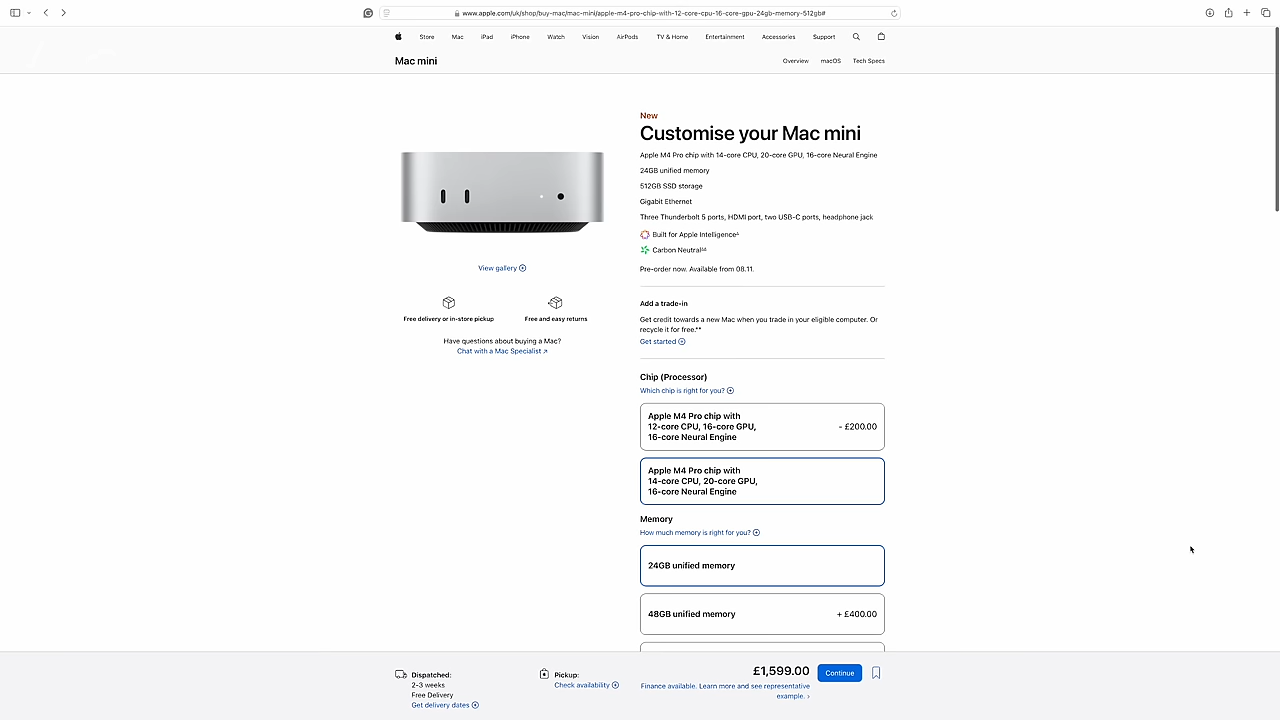 www.apple.com/uk/shop/buy-mac/mac-mini/apple-m4-pro-chip-with-12-core-cpu-16-core-gpu-24gb-memory-512gb#
Store Mac iPad iPhone Watch Vision AirPods TV & Home Entertainment Accessories Support
Mac mini
Overview macOS Tech Specs
New
Customise your Mac mini
Apple M4 Pro chip with 14-core CPU, 20-core GPU, 16-core Neural Engine
24GB unified memory
512GB SSD storage
Gigabit Ethernet
Three Thunderbolt 5 ports, HDMI port, two USB-C ports, headphone jack
Built for Apple Intelligence
Carbon Neutral
Pre-order now. Available from 08.11.
View gallery
Free delivery or in-store pickup
Free and easy returns
Have questions about buying a Mac?
Chat with a Mac Specialist
Add a trade-in
Get credit towards a new Mac when you trade in your eligible computer. Or
recycle it for free.**
Get started
Chip (Processor)
Which chip is right for you?
Apple M4 Pro chip with
12-core CPU, 16-core GPU,
16-core Neural Engine
- £200.00
Apple M4 Pro chip with
14-core CPU, 20-core GPU,
16-core Neural Engine
Memory
How much memory is right for you?
24GB unified memory
48GB unified memory
+ £400.00
Dispatched:
2-3 weeks
Free Delivery
Get delivery dates
Pickup:
Check availability
£1,599.00
Finance available. Learn more and see representative
example. ›
Continue